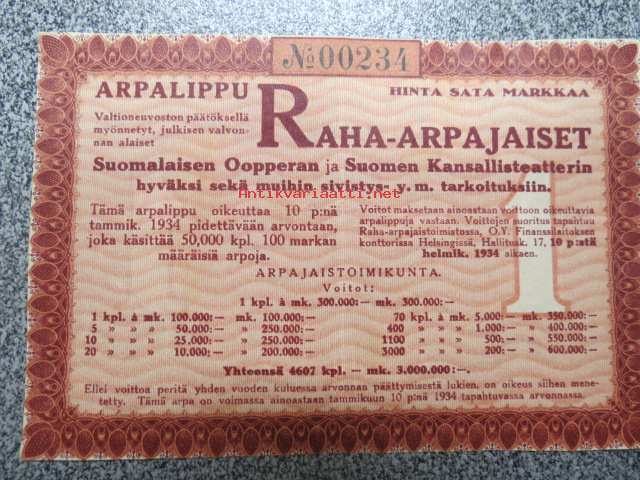 № 00234
ARPALIPPU
HINTA SATA MARKKAA
Valtioneuvoston päätöksellä
myönnetyt, julkisen valvon-
nan alaiset
RAHA-ARPAJAISET
Suomalaisen Oopperan ja Suomen Kansallisteatterin
hyväksi sekä muihin sivistys- y. m. tarkoituksiin.
Antikvariaatti.net
Tämä arpalippu oikeuttaa 10 p:nä
tammik. 1934 pidettävään arvontaan,
joka käsittää 50,000 kpl. 100 markan
määräisiä arpoja.
Voitot maksetaan ainoastaan voittoon oikeuttavia
arpalippuja vastaan. Voittojen suoritus tapahtuu
Raha-arpajaistoimistossa, O.Y. Finanssilaitoksen
konttorissa Helsingissä, Hallitusk. 17, 10 p:stä
helmik. 1934 alkaen.
1
ARPAJAISTOIMIKUNTA.
Voitot:
1 kpl. à mk. 300.000:— mk. 300.000:—
1 kpl. à mk. 100.000:— mk. 100.000:—
5 » » » 50.000:— » 250.000:—
10 » » » 25.000:— » 250.000:—
20 » » » 10.000:— » 200.000:—
70 kpl. à mk. 5.000:— mk. 350.000:—
400 » » » 1.000:— » 400.000:—
1100 » » » 500:— » 550.000:—
3000 » » » 200:— » 600.000:—
Yhteensä 4607 kpl. — mk. 3.000.000:—.
Ellei voittoa peritä yhden vuoden kuluessa arvonnan päättymisestä lukien, on oikeus siihen mene-
tetty. Tämä arpa on voimassa ainoastaan tammikuun 10 p:nä 1934 tapahtuvassa arvonnassa.